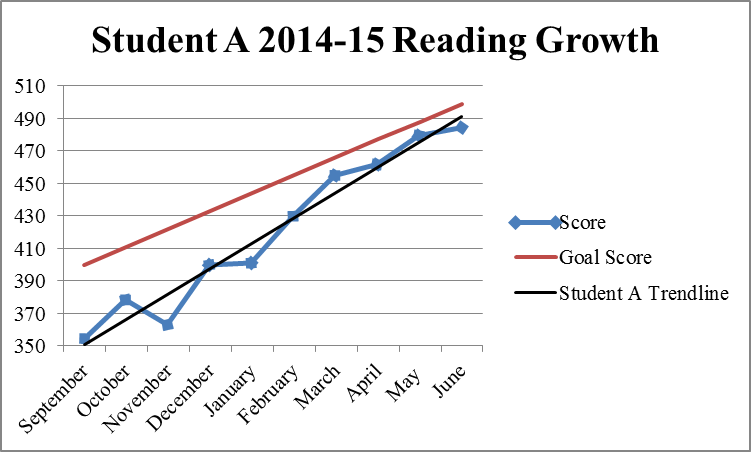 Student A 2014-15 Reading Growth
510
490
470
450
430
410
390
370
350
September
October
November
December
January
February
March
April
May
June
Score
Goal Score
Student A Trendline